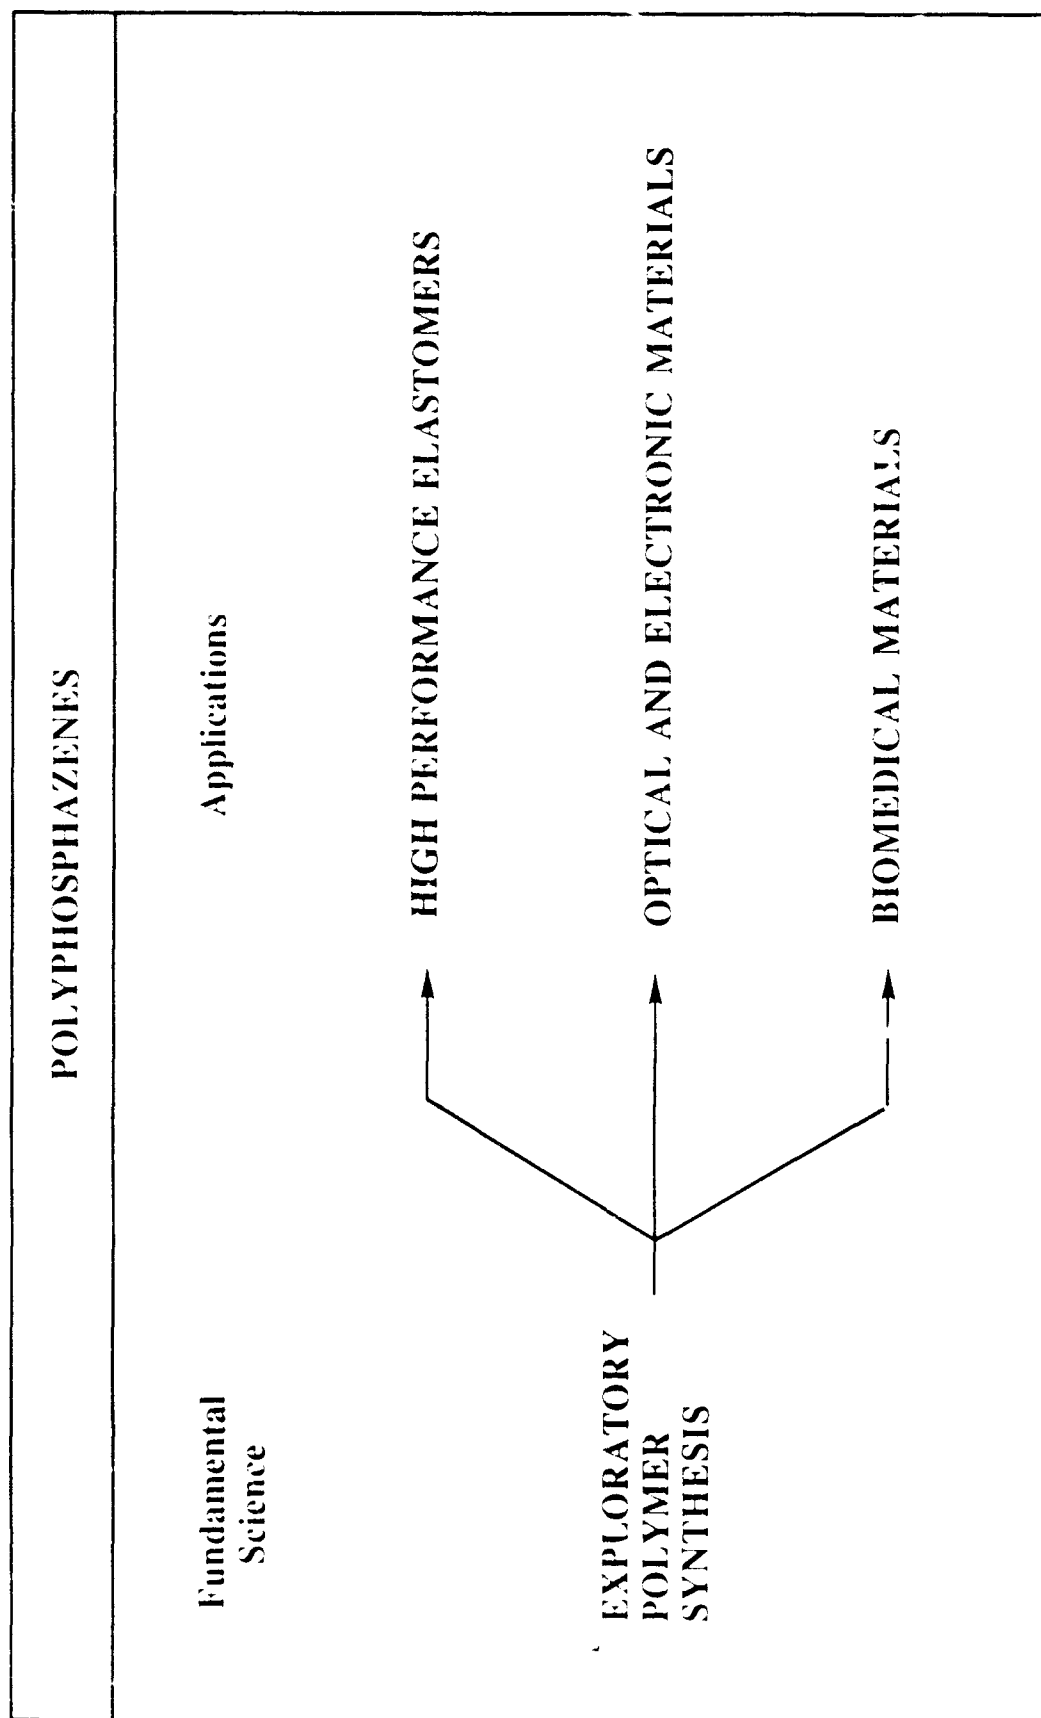 POLYPHOSPHAZENES
Fundamental
Science
Applications
HIGH PERFORMANCE ELASTOMERS
EXPLORATORY
POLYMER
SYNTHESIS
OPTICAL AND ELECTRONIC MATERIALS
BIOMEDICAL MATERIALS